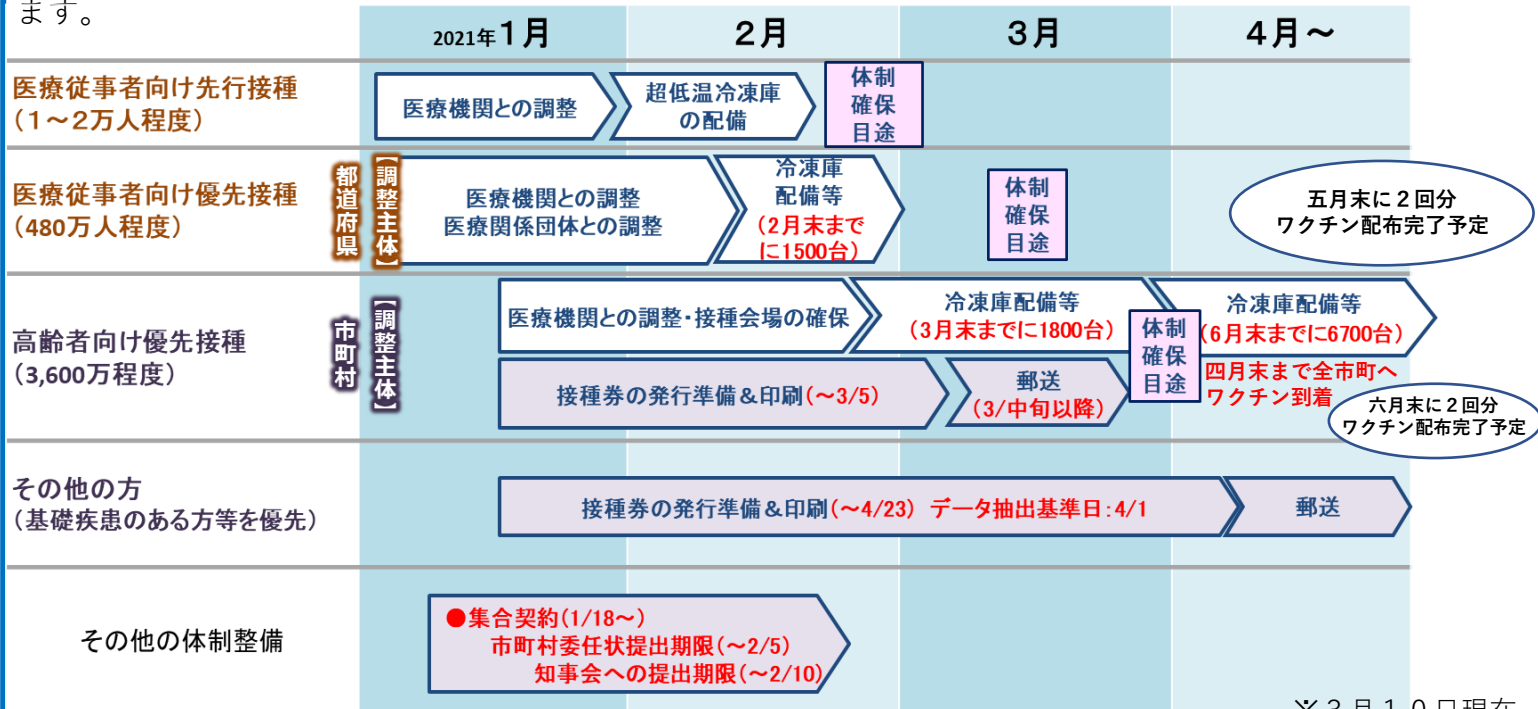 ます。
2021年1月
2月
3月
4月～
医療従事者向け先行接種
（1～2万人程度）
医療機関との調整
超低温冷凍庫
の配備
体制
確保
目途
医療従事者向け優先接種
（480万人程度）
都道府県
【調整主体】
医療機関との調整
医療関係団体との調整
冷凍庫
配備等
（2月末まで
に1500台）
体制
確保
目途
五月末に２回分
ワクチン配布完了予定
高齢者向け優先接種
（3,600万程度）
市町村
【調整主体】
医療機関との調整・接種会場の確保
冷凍庫配備等
（3月末までに1800台）
体制
確保
目途
冷凍庫配備等
（6月末までに6700台）
接種券の発行準備＆印刷（～3/5）
郵送
（3/中旬以降）
四月末まで全市町へ
ワクチン到着
六月末に２回分
ワクチン配布完了予定
その他の方
（基礎疾患のある方等を優先）
接種券の発行準備＆印刷（～4/23） データ抽出基準日：4/1
郵送
その他の体制整備
●集合契約（1/18～）
市町村委任状提出期限（～2/5）
知事会への提出期限（～2/10）
※３月１０日現在